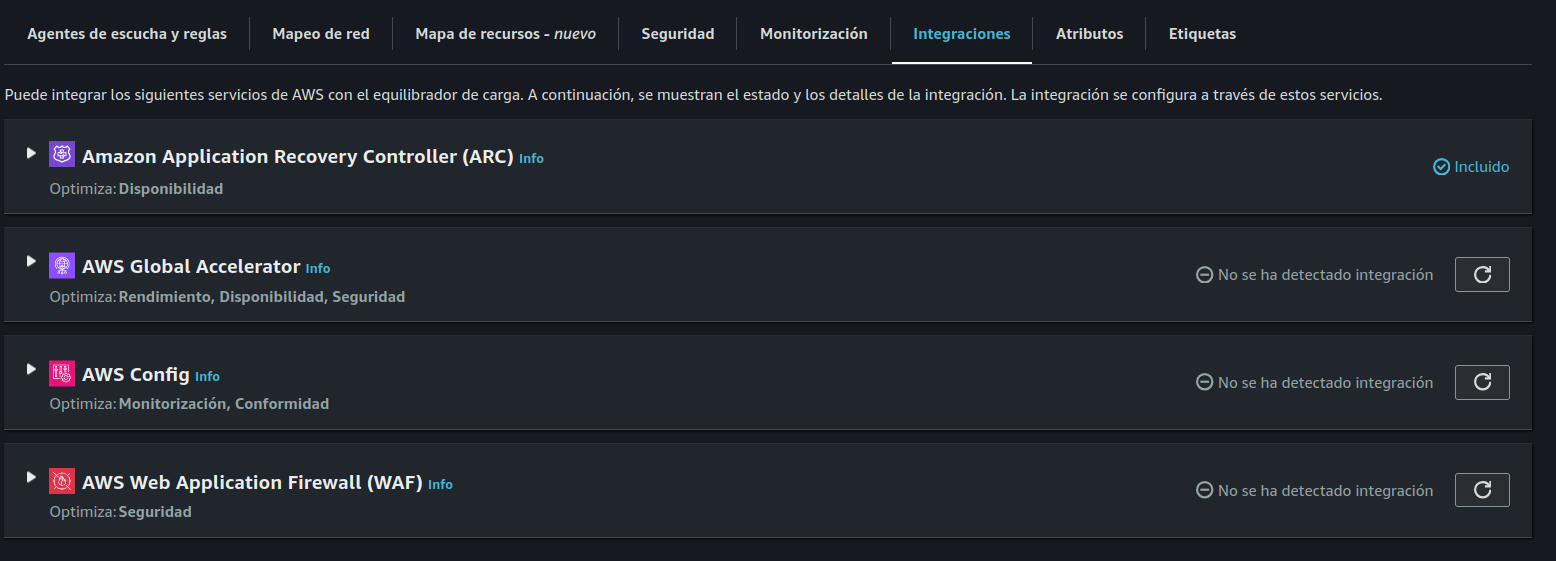 Agentes de escucha y reglas Mapeo de red Mapa de recursos - nuevo Seguridad Monitorización Integraciones Atributos Etiquetas
Puede integrar los siguientes servicios de AWS con el equilibrador de carga. A continuación, se muestran el estado y los detalles de la integración. La integración se configura a través de estos servicios.
Amazon Application Recovery Controller (ARC) Info
Incluido
Optimiza: Disponibilidad
AWS Global Accelerator Info
No se ha detectado integración
Optimiza: Rendimiento, Disponibilidad, Seguridad
AWS Config Info
No se ha detectado integración
Optimiza: Monitorización, Conformidad
AWS Web Application Firewall (WAF) Info
No se ha detectado integración
Optimiza: Seguridad